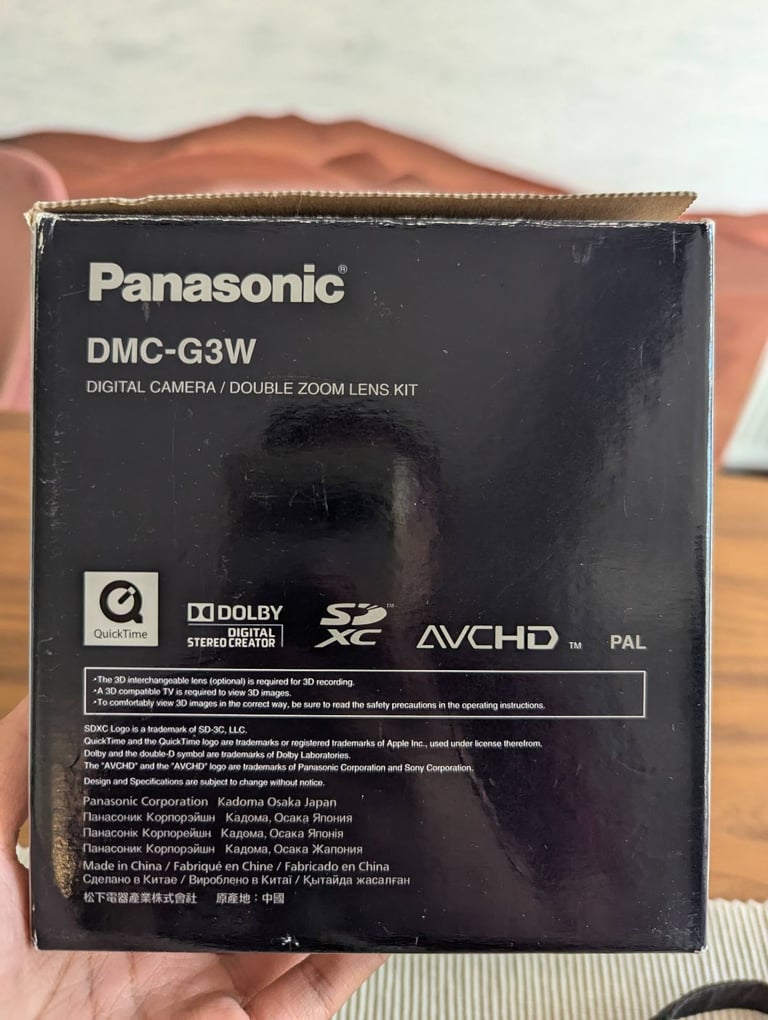 Panasonic®
DMC-G3W
DIGITAL CAMERA / DOUBLE ZOOM LENS KIT
QuickTime
DOLBY
DIGITAL
STEREO CREATOR
SD XC ™
AVCHD ™
PAL
•The 3D interchangeable lens (optional) is required for 3D recording.
•A 3D compatible TV is required to view 3D images.
•To comfortably view 3D images in the correct way, be sure to read the safety precautions in the operating instructions.
SDXC Logo is a trademark of SD-3C, LLC.
QuickTime and the QuickTime logo are trademarks or registered trademarks of Apple Inc., used under license therefrom.
Dolby and the double-D symbol are trademarks of Dolby Laboratories.
The "AVCHD" and the "AVCHD" logo are trademarks of Panasonic Corporation and Sony Corporation.
Design and Specifications are subject to change without notice.
Panasonic Corporation Kadoma Osaka Japan
Панасоник Корпорэйшн Кадома, Осака Япония
Панасонік Корпорейшн Кадома, Осака Японія
Панасоник Корпорэйшн Кадома, Осака Жапония
Made in China / Fabriqué en Chine / Fabricado en China
Сделано в Китае / Вироблено в Китаї / Қытайда жасалған
松下電器產業株式會社 原產地：中國